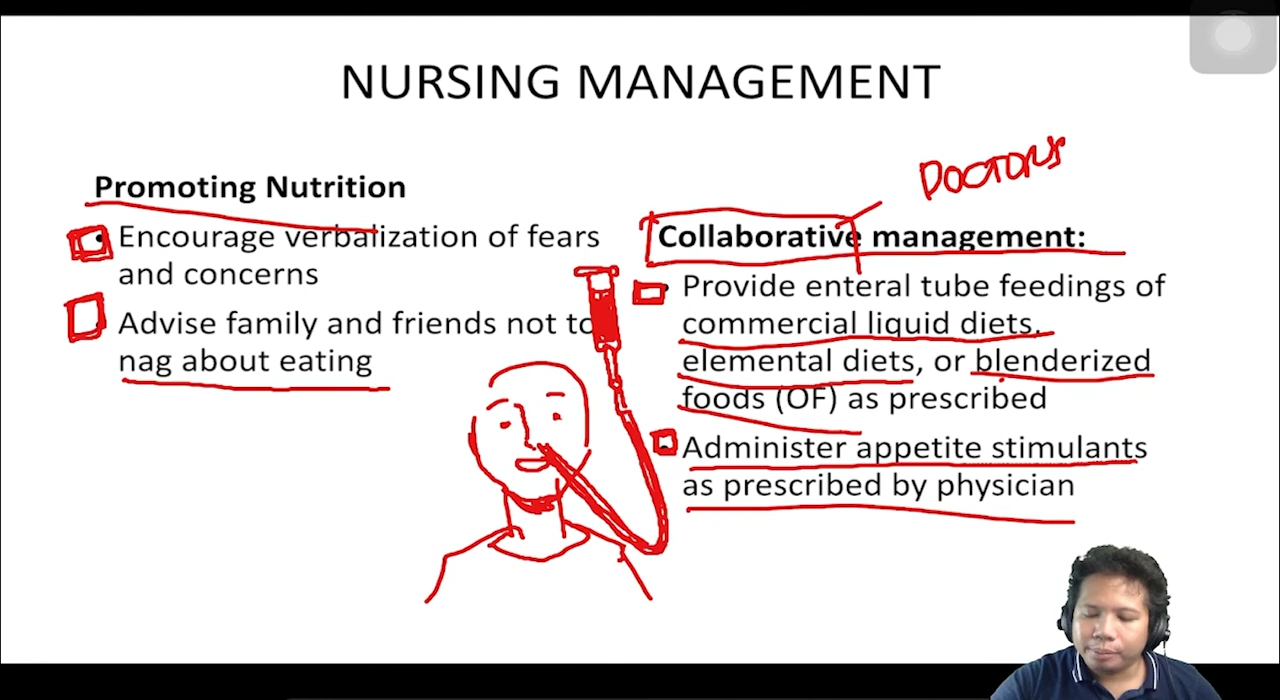 NURSING MANAGEMENT
DOCTORS
Promoting Nutrition
• Encourage verbalization of fears
and concerns
Advise family and friends not to
nag about eating
Collaborative management:
• Provide enteral tube feedings of
commercial liquid diets,
elemental diets, or blenderized
foods (OF) as prescribed
• Administer appetite stimulants
as prescribed by physician